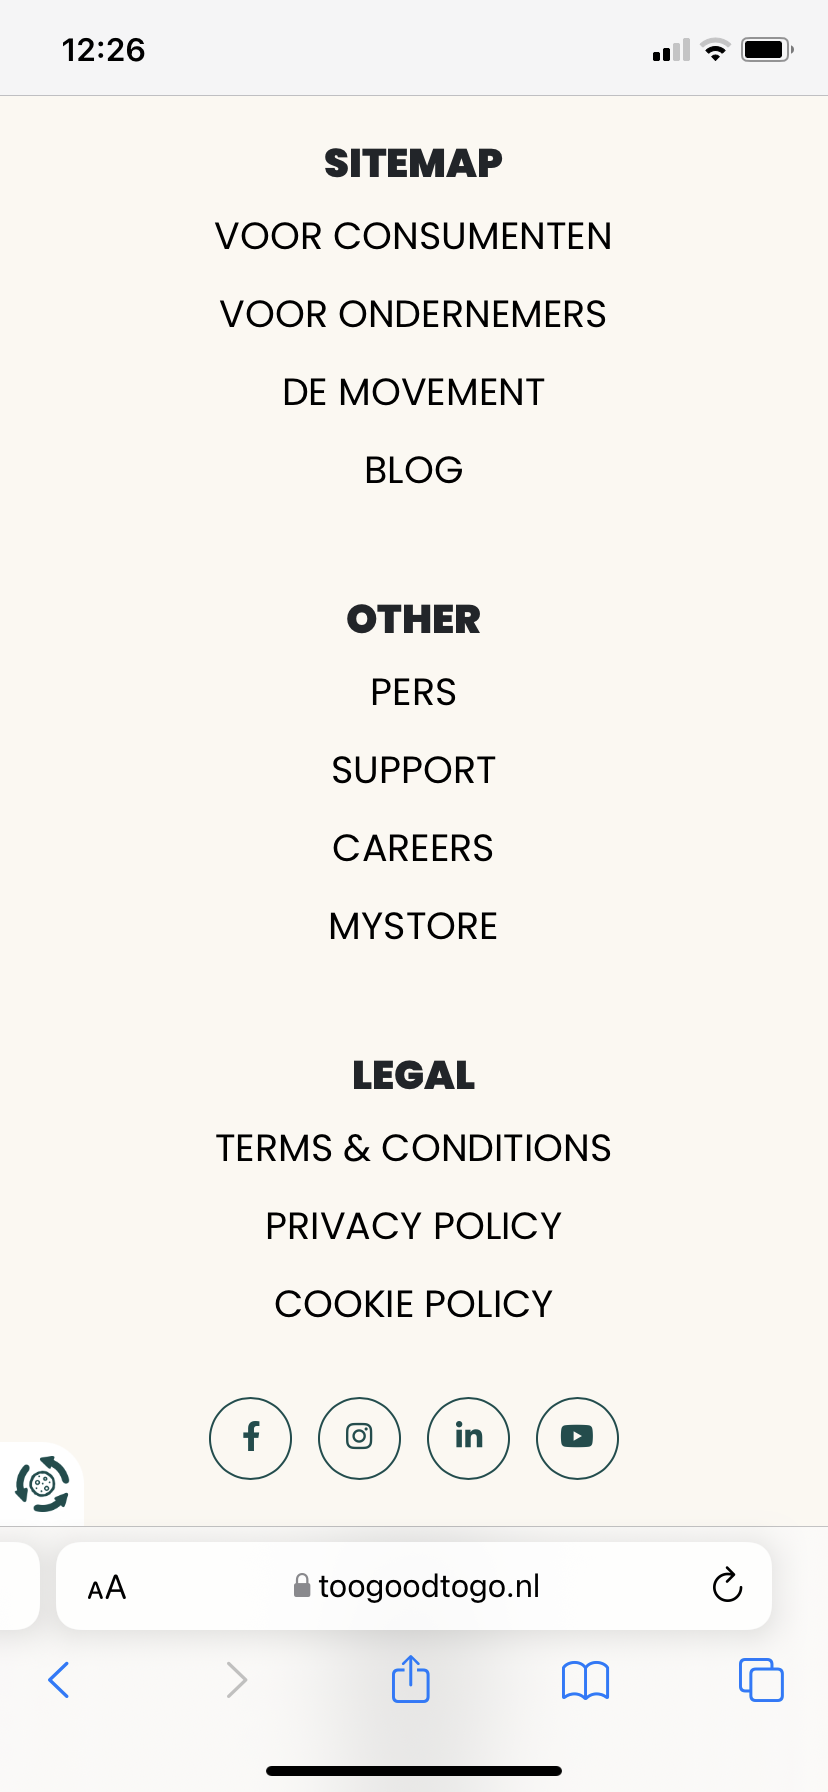 12:26
SITEMAP
VOOR CONSUMENTEN
VOOR ONDERNEMERS
DE MOVEMENT
BLOG
OTHER
PERS
SUPPORT
CAREERS
MYSTORE
LEGAL
TERMS & CONDITIONS
PRIVACY POLICY
COOKIE POLICY
f in
AA toogoodtogo.nl